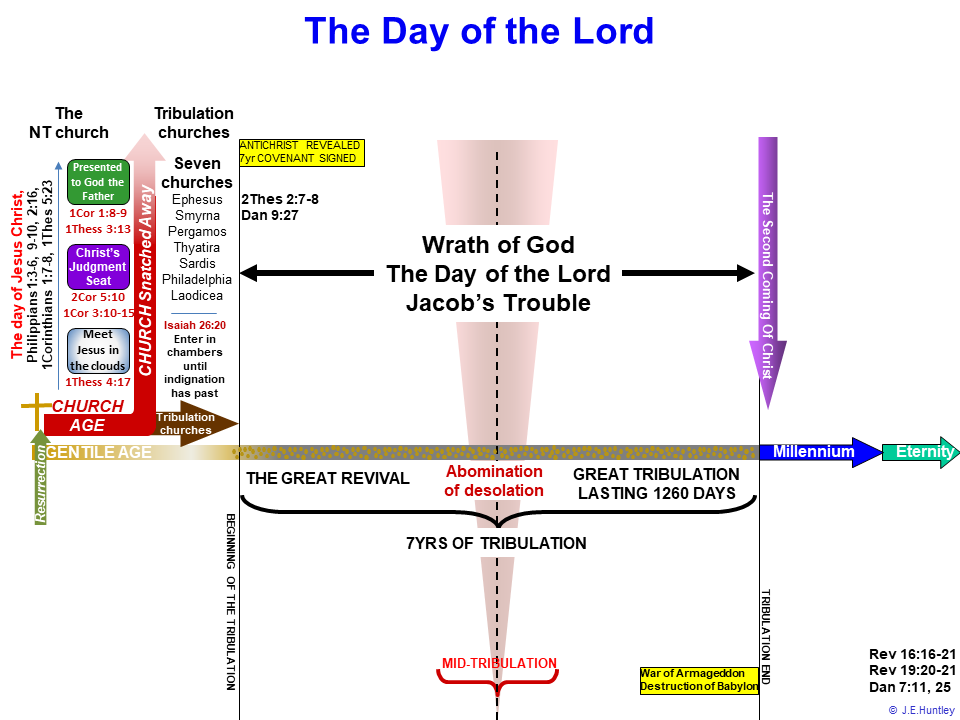 The Day of the Lord
The
NT church
Tribulation
churches
The day of Jesus Christ,
Philippians 1:3-6, 9-10, 2:16,
1Corinthians 1:7-8, 1Thes 5:23
Presented
to God the
Father
1Cor 1:8-9
1Thess 3:13
Christ's
Judgment
Seat
2Cor 5:10
1Cor 3:10-15
Meet
Jesus in
the clouds
1Thess 4:17
CHURCH Snatched Away
Seven
churches
Ephesus
Smyrna
Pergamos
Thyatira
Sardis
Philadelphia
Laodicea
Isaiah 26:20
Enter in
chambers
until
indignation
has past
ANTICHRIST REVEALED
7yr COVENANT SIGNED
2Thes 2:7-8
Dan 9:27
Wrath of God
The Day of the Lord
Jacob's Trouble
The Second Coming Of Christ
CHURCH
AGE
Tribulation
churches
GENTILE AGE
Resurrection
Millennium
Eternity
THE GREAT REVIVAL
Abomination
of desolation
GREAT TRIBULATION
LASTING 1260 DAYS
7YRS OF TRIBULATION
BEGINNING OF THE TRIBULATION
TRIBULATION END
MID-TRIBULATION
War of Armageddon
Destruction of Babylon
Rev 16:16-21
Rev 19:20-21
Dan 7:11, 25
© J.E.Huntley